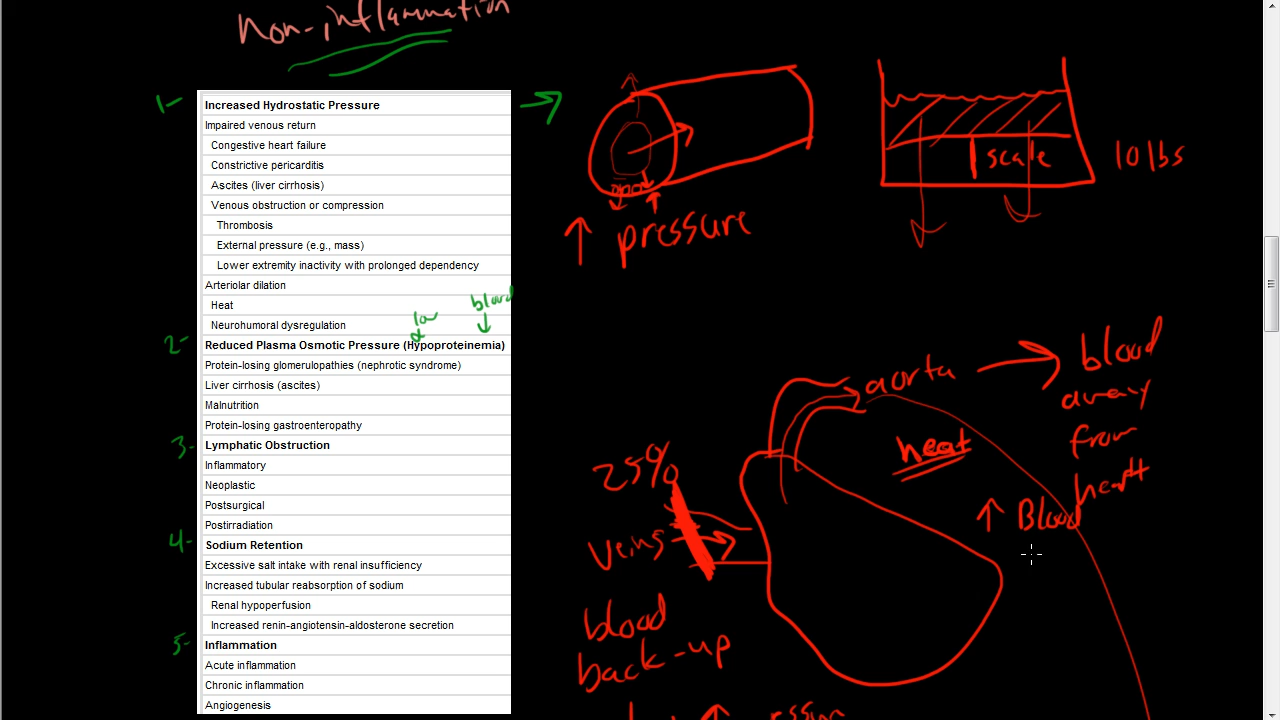 non-inflammation
1-
Increased Hydrostatic Pressure
Impaired venous return
Congestive heart failure
Constrictive pericarditis
Ascites (liver cirrhosis)
Venous obstruction or compression
Thrombosis
External pressure (e.g., mass)
Lower extremity inactivity with prolonged dependency
Arteriolar dilation
Heat
Neurohumoral dysregulation
low blood
2-
Reduced Plasma Osmotic Pressure (Hypoproteinemia)
Protein-losing glomerulopathies (nephrotic syndrome)
Liver cirrhosis (ascites)
Malnutrition
Protein-losing gastroenteropathy
3-
Lymphatic Obstruction
Inflammatory
Neoplastic
Postsurgical
Postirradiation
4-
Sodium Retention
Excessive salt intake with renal insufficiency
Increased tubular reabsorption of sodium
Renal hypoperfusion
Increased renin-angiotensin-aldosterone secretion
5-
Inflammation
Acute inflammation
Chronic inflammation
Angiogenesis
↑ pressure
scale
10 lbs
aorta → blood
away
from
heart
heat
↑ Blood
25%
veins
blood
back-up
↑